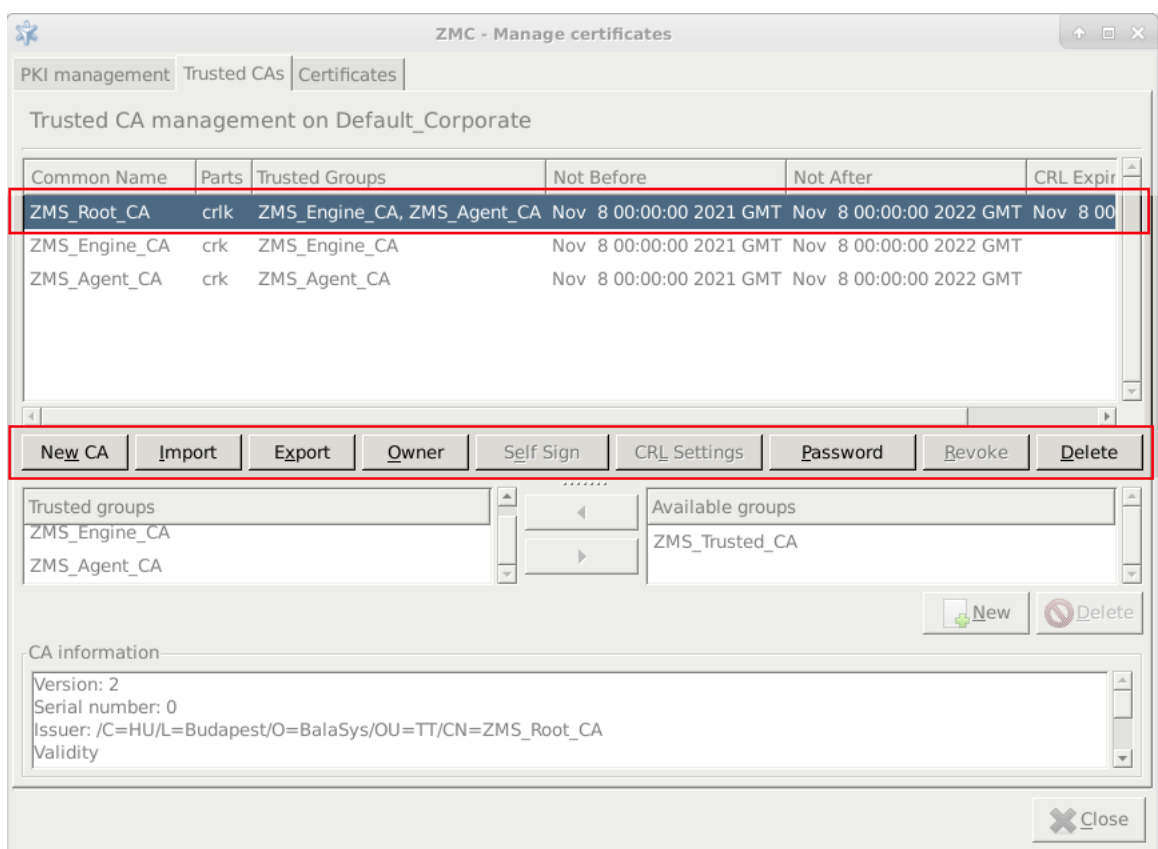 ZMC - Manage certificates
PKI management Trusted CAs Certificates
Trusted CA management on Default_Corporate
Common Name Parts Trusted Groups Not Before Not After CRL Expir
ZMS_Root_CA crlk ZMS_Engine_CA, ZMS_Agent_CA Nov 8 00:00:00 2021 GMT Nov 8 00:00:00 2022 GMT Nov 8 00
ZMS_Engine_CA crk ZMS_Engine_CA Nov 8 00:00:00 2021 GMT Nov 8 00:00:00 2022 GMT
ZMS_Agent_CA crk ZMS_Agent_CA Nov 8 00:00:00 2021 GMT Nov 8 00:00:00 2022 GMT
New CA Import Export Owner Self Sign CRL Settings Password Revoke Delete
Trusted groups Available groups
ZMS_Engine_CA
ZMS_Trusted_CA
ZMS_Agent_CA
New Delete
CA information
Version: 2
Serial number: 0
Issuer: /C=HU/L=Budapest/O=BalaSys/OU=TT/CN=ZMS_Root_CA
Validity
Close